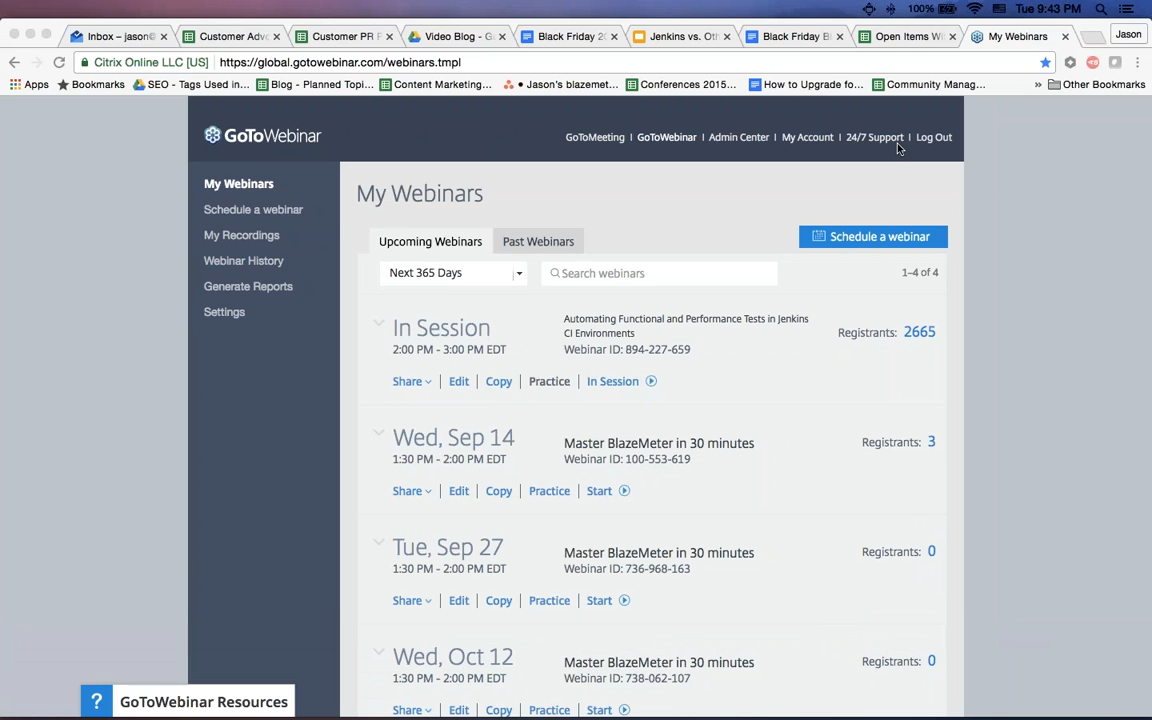 100% Tue 9:43 PM
Inbox – jason@ Customer Adv Customer PR F Video Blog - G Black Friday 20 Jenkins vs. Ot Black Friday B Open Items Wi My Webinars Jason
Citrix Online LLC [US] https://global.gotowebinar.com/webinars.tmpl
Apps Bookmarks SEO - Tags Used in... Blog - Planned Topi... Content Marketing... • Jason's blazemet... Conferences 2015... How to Upgrade fo... Community Manag... » Other Bookmarks
GoToWebinar
GoToMeeting | GoToWebinar | Admin Center | My Account | 24/7 Support | Log Out
My Webinars
Schedule a webinar
My Recordings
Webinar History
Generate Reports
Settings
My Webinars
Upcoming Webinars Past Webinars Schedule a webinar
Next 365 Days Search webinars 1–4 of 4
In Session
2:00 PM - 3:00 PM EDT
Automating Functional and Performance Tests in Jenkins
CI Environments
Webinar ID: 894-227-659
Registrants: 2665
Share | Edit | Copy | Practice | In Session
Wed, Sep 14
1:30 PM - 2:00 PM EDT
Master BlazeMeter in 30 minutes
Webinar ID: 100-553-619
Registrants: 3
Share | Edit | Copy | Practice | Start
Tue, Sep 27
1:30 PM - 2:00 PM EDT
Master BlazeMeter in 30 minutes
Webinar ID: 736-968-163
Registrants: 0
Share | Edit | Copy | Practice | Start
Wed, Oct 12
1:30 PM - 2:00 PM EDT
Master BlazeMeter in 30 minutes
Webinar ID: 738-062-107
Registrants: 0
Share | Edit | Copy | Practice | Start
? GoToWebinar Resources